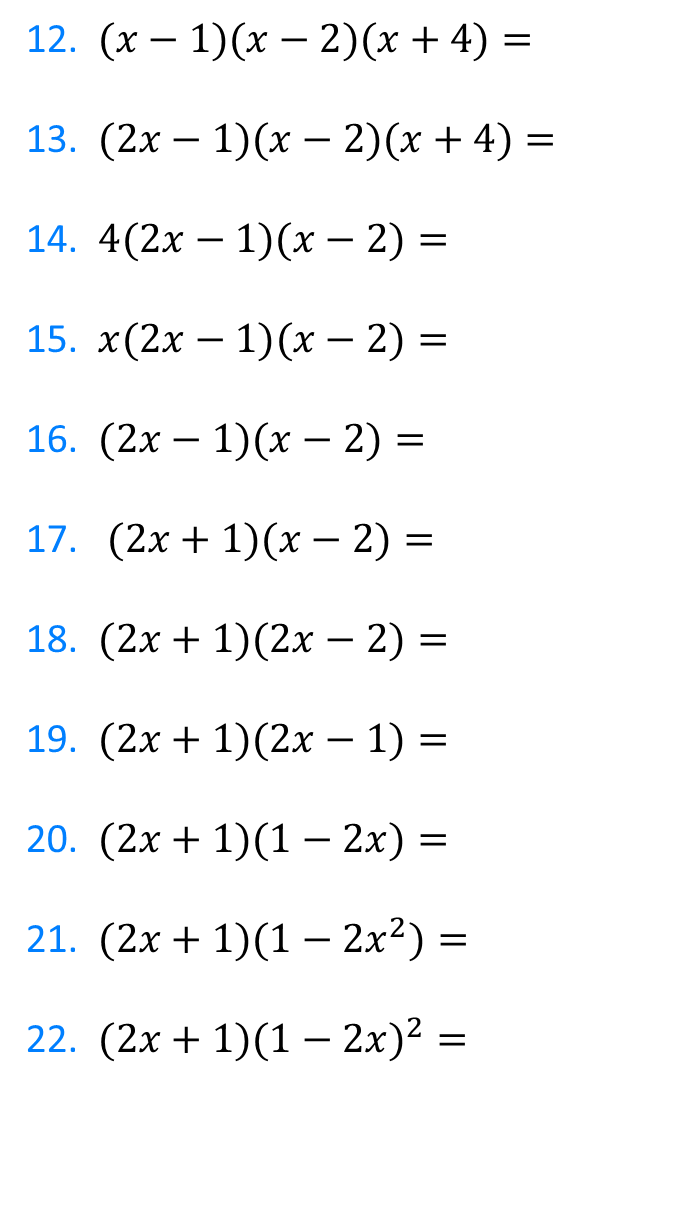 12. (x − 1)(x − 2)(x + 4) =
13. (2x − 1)(x − 2)(x + 4) =
14. 4(2x − 1)(x − 2) =
15. x(2x − 1)(x − 2) =
16. (2x − 1)(x − 2) =
17. (2x + 1)(x − 2) =
18. (2x + 1)(2x − 2) =
19. (2x + 1)(2x − 1) =
20. (2x + 1)(1 − 2x) =
21. (2x + 1)(1 − 2x²) =
22. (2x + 1)(1 − 2x)² =